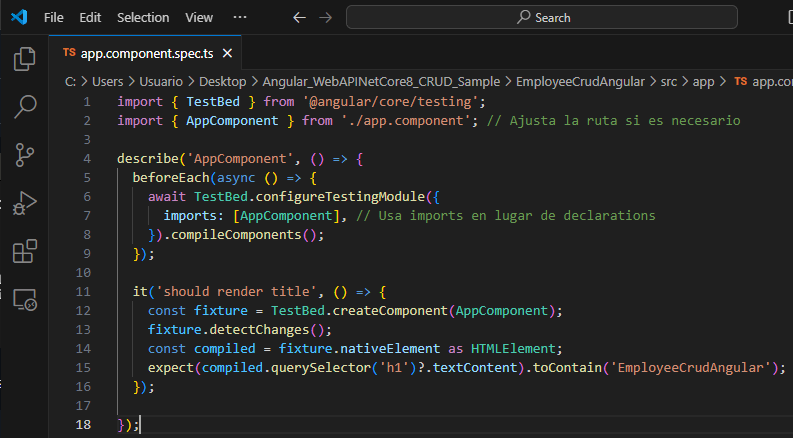 File Edit Selection View ··· Search
TS app.component.spec.ts
C: > Users > Usuario > Desktop > Angular_WebAPINetCore8_CRUD_Sample > EmployeeCrudAngular > src > app > TS app.co
1 import { TestBed } from '@angular/core/testing';
2 import { AppComponent } from './app.component'; // Ajusta la ruta si es necesario
3
4 describe('AppComponent', () => {
5 beforeEach(async () => {
6 await TestBed.configureTestingModule({
7 imports: [AppComponent], // Usa imports en lugar de declarations
8 }).compileComponents();
9 });
10
11 it('should render title', () => {
12 const fixture = TestBed.createComponent(AppComponent);
13 fixture.detectChanges();
14 const compiled = fixture.nativeElement as HTMLElement;
15 expect(compiled.querySelector('h1')?.textContent).toContain('EmployeeCrudAngular');
16 });
17
18 });